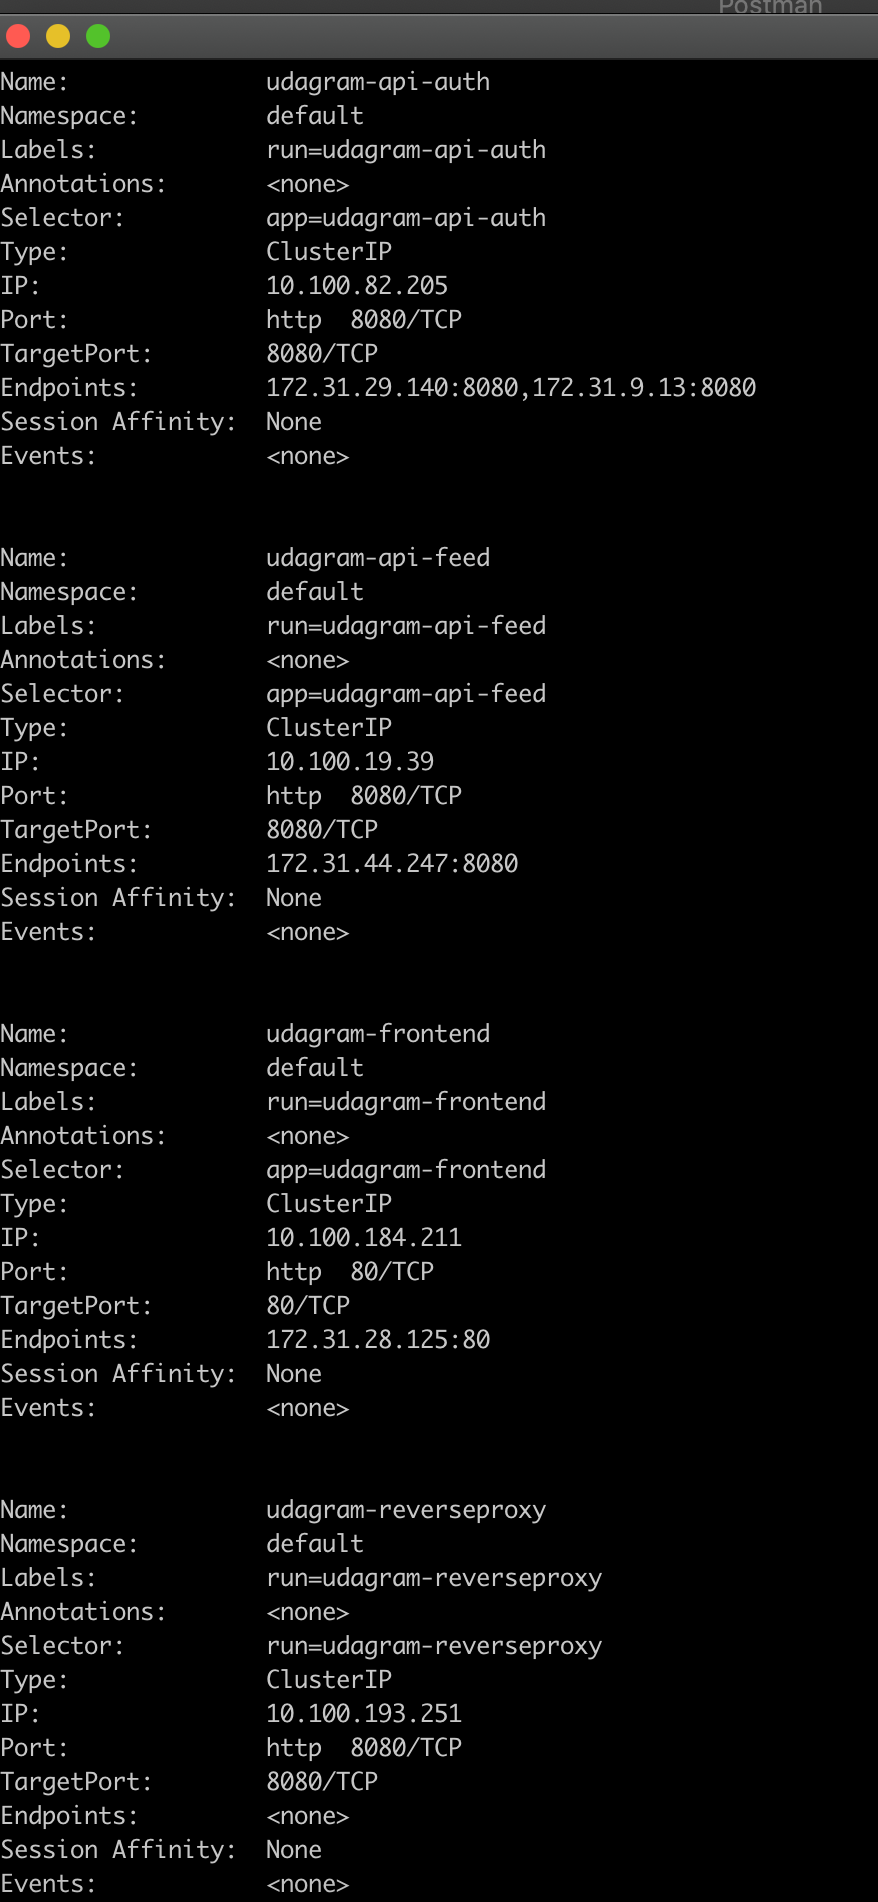 Postman
Name: udagram-api-auth
Namespace: default
Labels: run=udagram-api-auth
Annotations: <none>
Selector: app=udagram-api-auth
Type: ClusterIP
IP: 10.100.82.205
Port: http 8080/TCP
TargetPort: 8080/TCP
Endpoints: 172.31.29.140:8080,172.31.9.13:8080
Session Affinity: None
Events: <none>
Name: udagram-api-feed
Namespace: default
Labels: run=udagram-api-feed
Annotations: <none>
Selector: app=udagram-api-feed
Type: ClusterIP
IP: 10.100.19.39
Port: http 8080/TCP
TargetPort: 8080/TCP
Endpoints: 172.31.44.247:8080
Session Affinity: None
Events: <none>
Name: udagram-frontend
Namespace: default
Labels: run=udagram-frontend
Annotations: <none>
Selector: app=udagram-frontend
Type: ClusterIP
IP: 10.100.184.211
Port: http 80/TCP
TargetPort: 80/TCP
Endpoints: 172.31.28.125:80
Session Affinity: None
Events: <none>
Name: udagram-reverseproxy
Namespace: default
Labels: run=udagram-reverseproxy
Annotations: <none>
Selector: run=udagram-reverseproxy
Type: ClusterIP
IP: 10.100.193.251
Port: http 8080/TCP
TargetPort: 8080/TCP
Endpoints: <none>
Session Affinity: None
Events: <none>